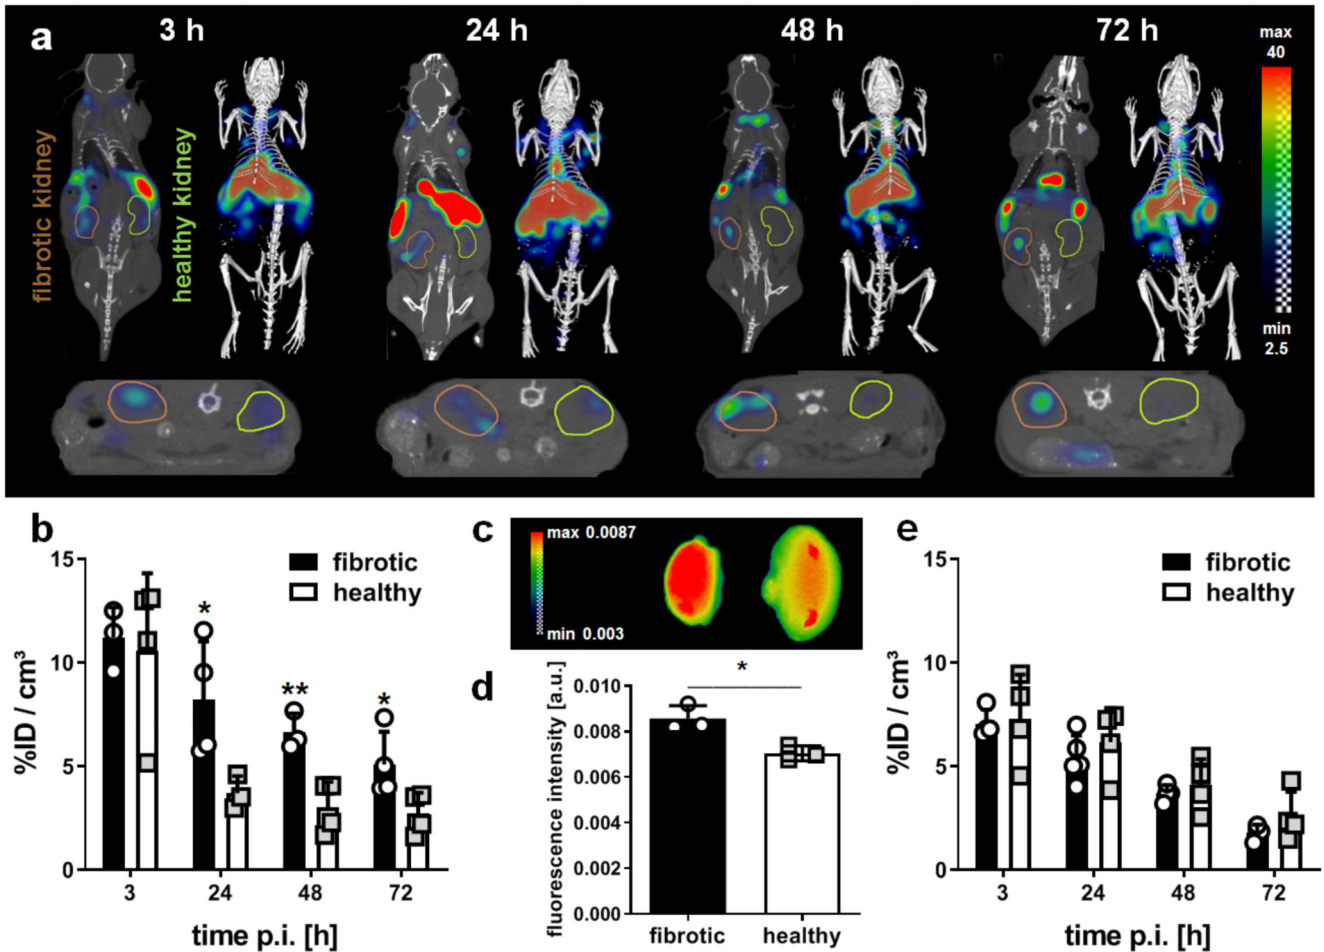 a
3 h
24 h
48 h
72 h
max
40
min
2.5
fibrotic kidney
healthy kidney
b
15
10
5
0
%ID / cm³
fibrotic
healthy
*
**
*
3
24
48
72
time p.i. [h]
c
max 0.0087
min 0.003
d
*
fluorescence intensity [a.u.]
0.010
0.008
0.006
0.004
0.002
0.000
fibrotic
healthy
e
15
10
5
0
%ID / cm³
fibrotic
healthy
3
24
48
72
time p.i. [h]